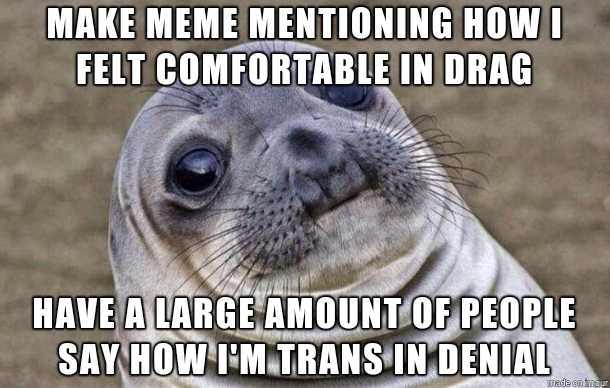 MAKE MEME MENTIONING HOW I
FELT COMFORTABLE IN DRAG
HAVE A LARGE AMOUNT OF PEOPLE
SAY HOW I'M TRANS IN DENIAL
made on imgur